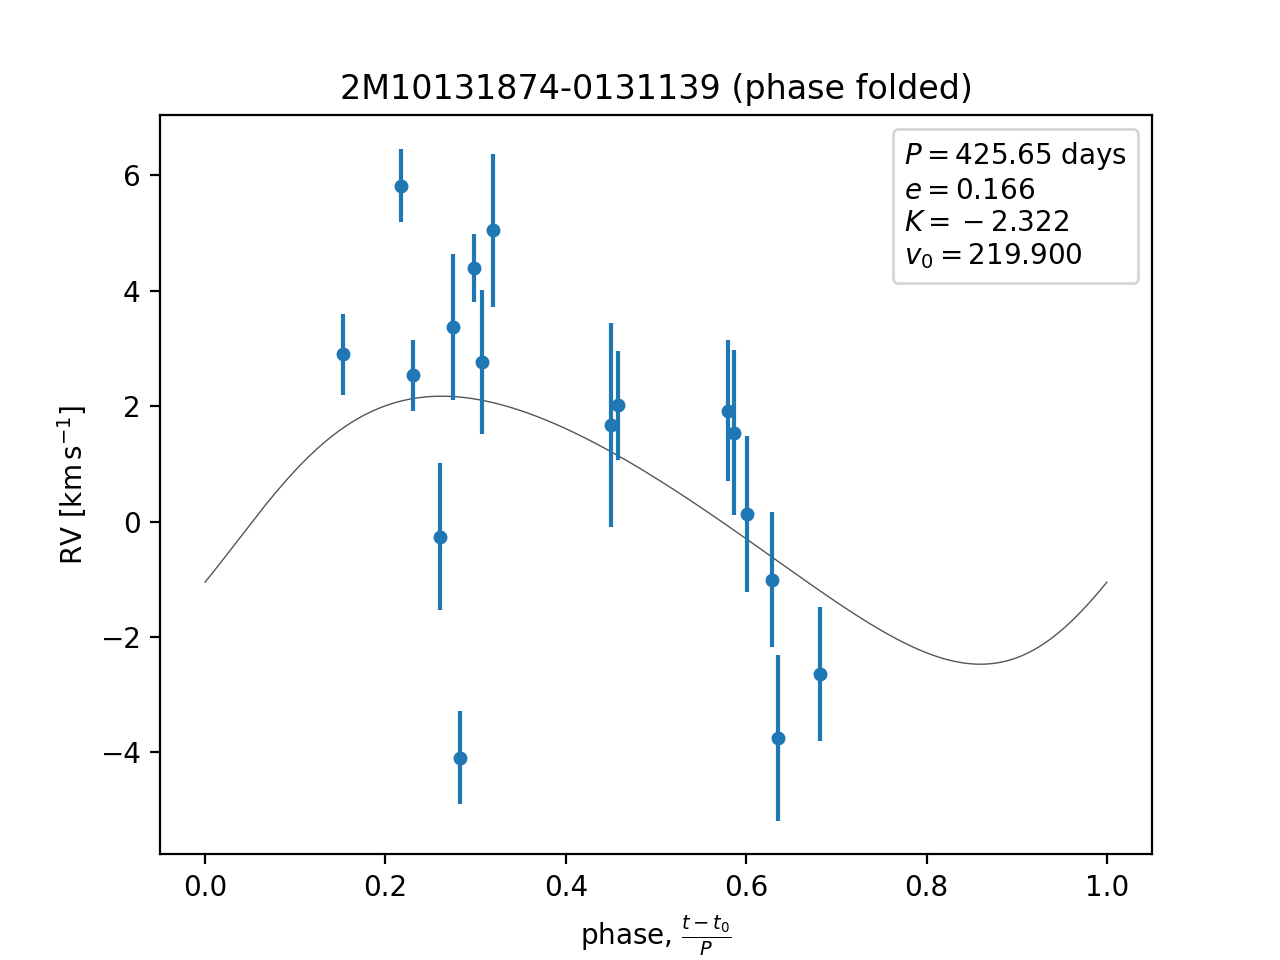 2M10131874-0131139 (phase folded)
P = 425.65 days
e = 0.166
K = −2.322
v₀ = 219.900
RV [km s⁻¹]
6
4
2
0
−2
−4
0.0 0.2 0.4 0.6 0.8 1.0
phase, (t − t₀)/P